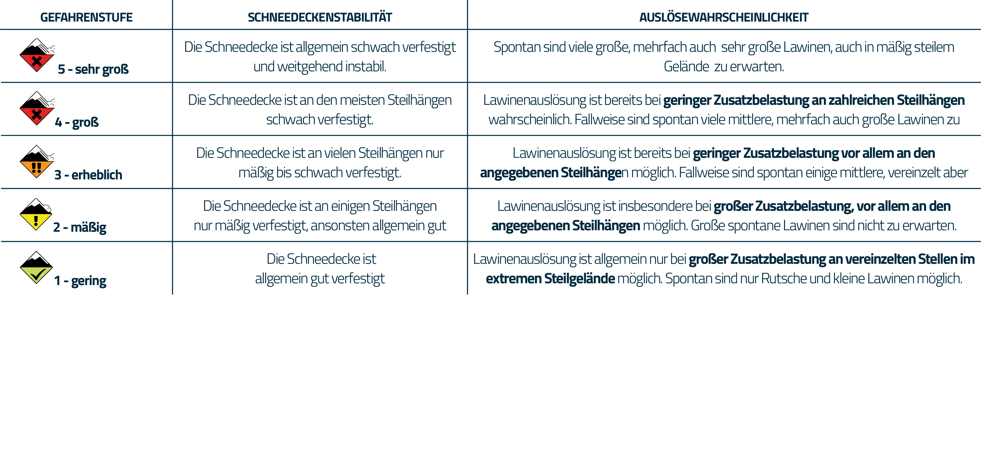 GEFAHRENSTUFE SCHNEEDECKENSTABILITÄT AUSLÖSEWAHRSCHEINLICHKEIT
5 - sehr groß
Die Schneedecke ist allgemein schwach verfestigt
und weitgehend instabil.
Spontan sind viele große, mehrfach auch sehr große Lawinen, auch in mäßig steilem
Gelände zu erwarten.
4 - groß
Die Schneedecke ist an den meisten Steilhängen
schwach verfestigt.
Lawinenauslösung ist bereits bei geringer Zusatzbelastung an zahlreichen Steilhängen
wahrscheinlich. Fallweise sind spontan viele mittlere, mehrfach auch große Lawinen zu
3 - erheblich
Die Schneedecke ist an vielen Steilhängen nur
mäßig bis schwach verfestigt.
Lawinenauslösung ist bereits bei geringer Zusatzbelastung vor allem an den
angegebenen Steilhängen möglich. Fallweise sind spontan einige mittlere, vereinzelt aber
2 - mäßig
Die Schneedecke ist an einigen Steilhängen
nur mäßig verfestigt, ansonsten allgemein gut
Lawinenauslösung ist insbesondere bei großer Zusatzbelastung, vor allem an den
angegebenen Steilhängen möglich. Große spontane Lawinen sind nicht zu erwarten.
1 - gering
Die Schneedecke ist
allgemein gut verfestigt
Lawinenauslösung ist allgemein nur bei großer Zusatzbelastung an vereinzelten Stellen im
extremen Steilgelände möglich. Spontan sind nur Rutsche und kleine Lawinen möglich.